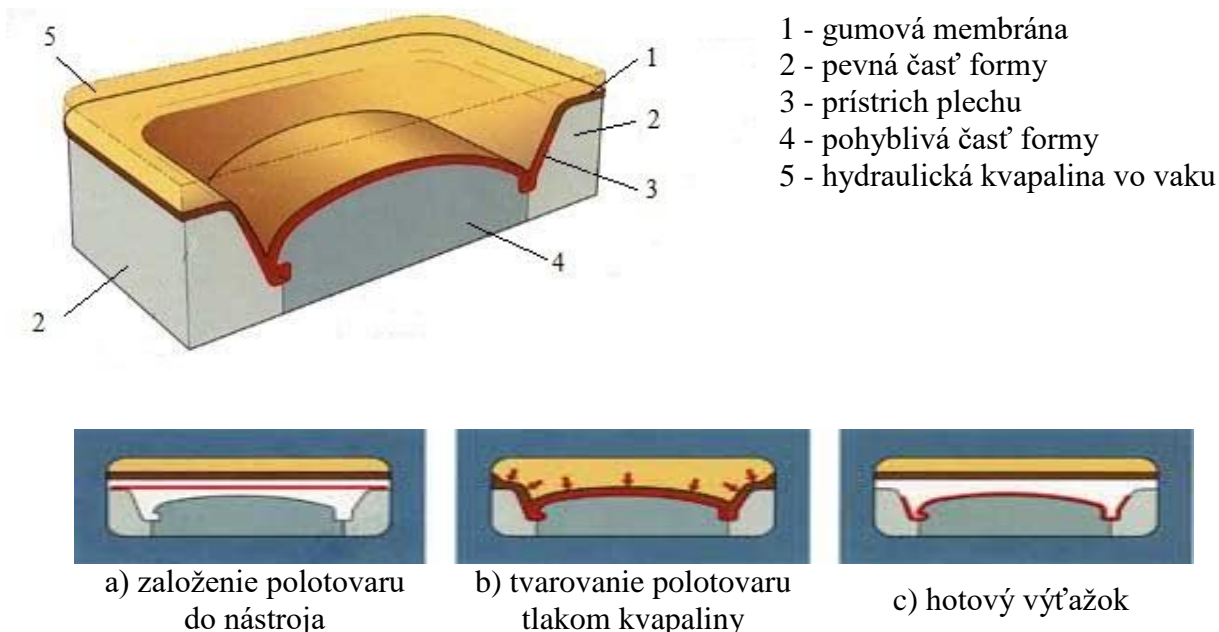 5
1
2
3
4
2
1 - gumová membrána
2 - pevná časť formy
3 - prístrich plechu
4 - pohyblivá časť formy
5 - hydraulická kvapalina vo vaku
a) založenie polotovaru
do nástroja
b) tvarovanie polotovaru
tlakom kvapaliny
c) hotový výťažok